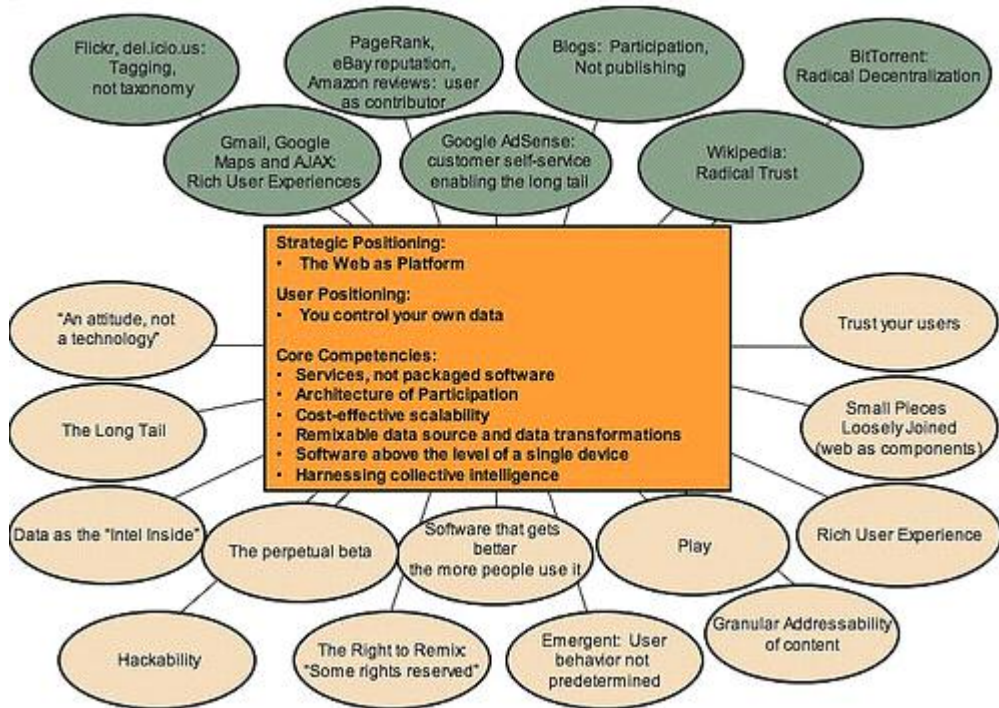 Flickr, del.icio.us:
Tagging,
not taxonomy
PageRank,
eBay reputation,
Amazon reviews: user
as contributor
Blogs: Participation,
Not publishing
BitTorrent:
Radical Decentralization
Gmail, Google
Maps and AJAX:
Rich User Experiences
Google AdSense:
customer self-service
enabling the long tail
Wikipedia:
Radical Trust
Strategic Positioning:
• The Web as Platform
User Positioning:
• You control your own data
Core Competencies:
• Services, not packaged software
• Architecture of Participation
• Cost-effective scalability
• Remixable data source and data transformations
• Software above the level of a single device
• Harnessing collective intelligence
"An attitude, not
a technology"
Trust your users
The Long Tail
Small Pieces
Loosely Joined
(web as components)
Data as the "Intel Inside"
The perpetual beta
Software that gets
better
the more people use it
Play
Rich User Experience
Hackability
The Right to Remix:
"Some rights reserved"
Emergent: User
behavior not
predetermined
Granular Addressability
of content